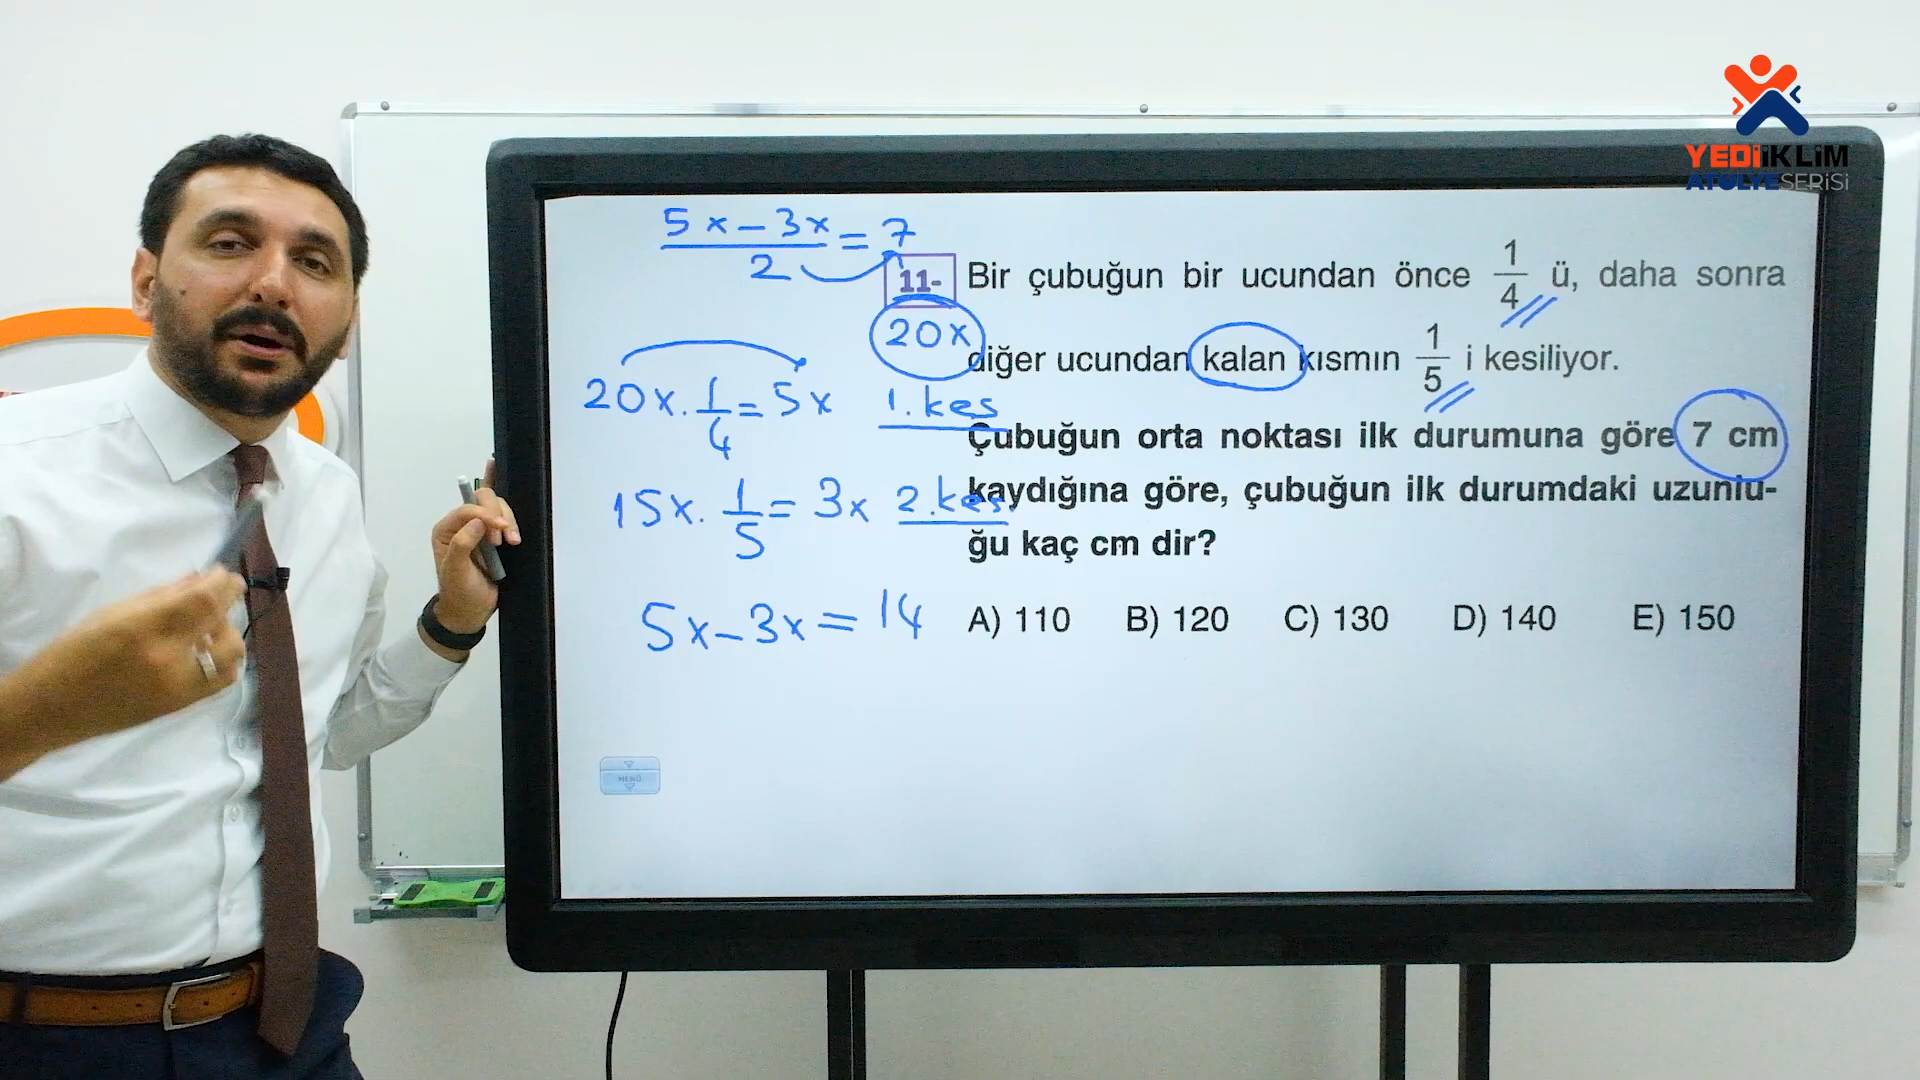 YEDİİKLİM
ATÖLYESERİSİ
5x-3x/2 = 7
11- Bir çubuğun bir ucundan önce 1/4 ü, daha sonra
20x
diğer ucundan kalan kısmın 1/5 i kesiliyor.
20x. 1/4 = 5x 1. kes
Çubuğun orta noktası ilk durumuna göre 7 cm
kaydığına göre, çubuğun ilk durumdaki uzunlu-
15x. 1/5 = 3x 2. kes.
ğu kaç cm dir?
5x-3x = 14
A) 110 B) 120 C) 130 D) 140 E) 150
MENÜ